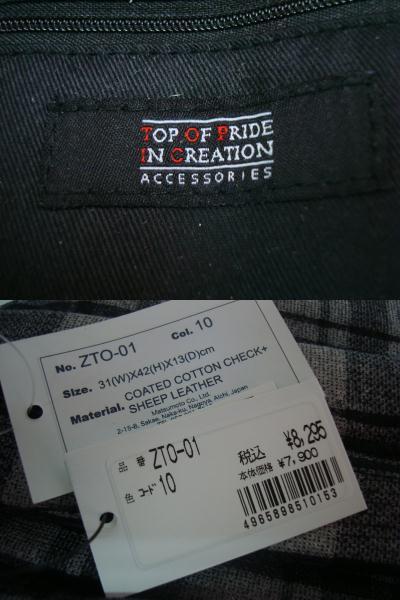 TOP OF PRIDE
IN CREATION
ACCESSORIES
No. ZTO-01 Col. 10
Size. 31(W)X42(H)X13(D)cm
COATED COTTON CHECK+
Material. SHEEP LEATHER
Matsumoto Co., Ltd.
2-15-8, Sakae, Naka-ku, Nagoya, Aichi, Japan
品番 ZTO-01
税込 ¥8,295
本体価格 ¥7,900
色コード 10
4965898510153